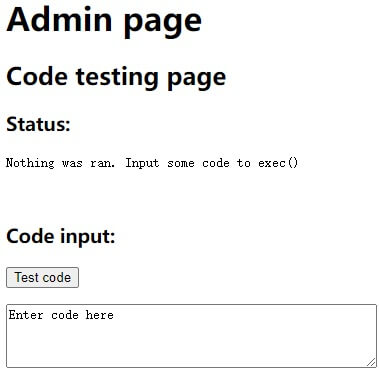 Admin page
Code testing page
Status:
Nothing was ran. Input some code to exec()
Code input:
Test code
Enter code here